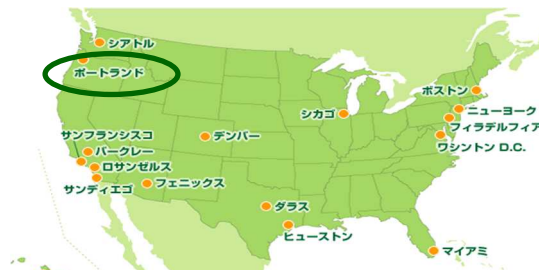 シアトル
ポートランド
ボストン
シカゴ
ニューヨーク
フィラデルフィア
ワシントン D.C.
サンフランシスコ
バークレー
デンバー
ロサンゼルス
サンディエゴ
フェニックス
ダラス
ヒューストン
マイアミ